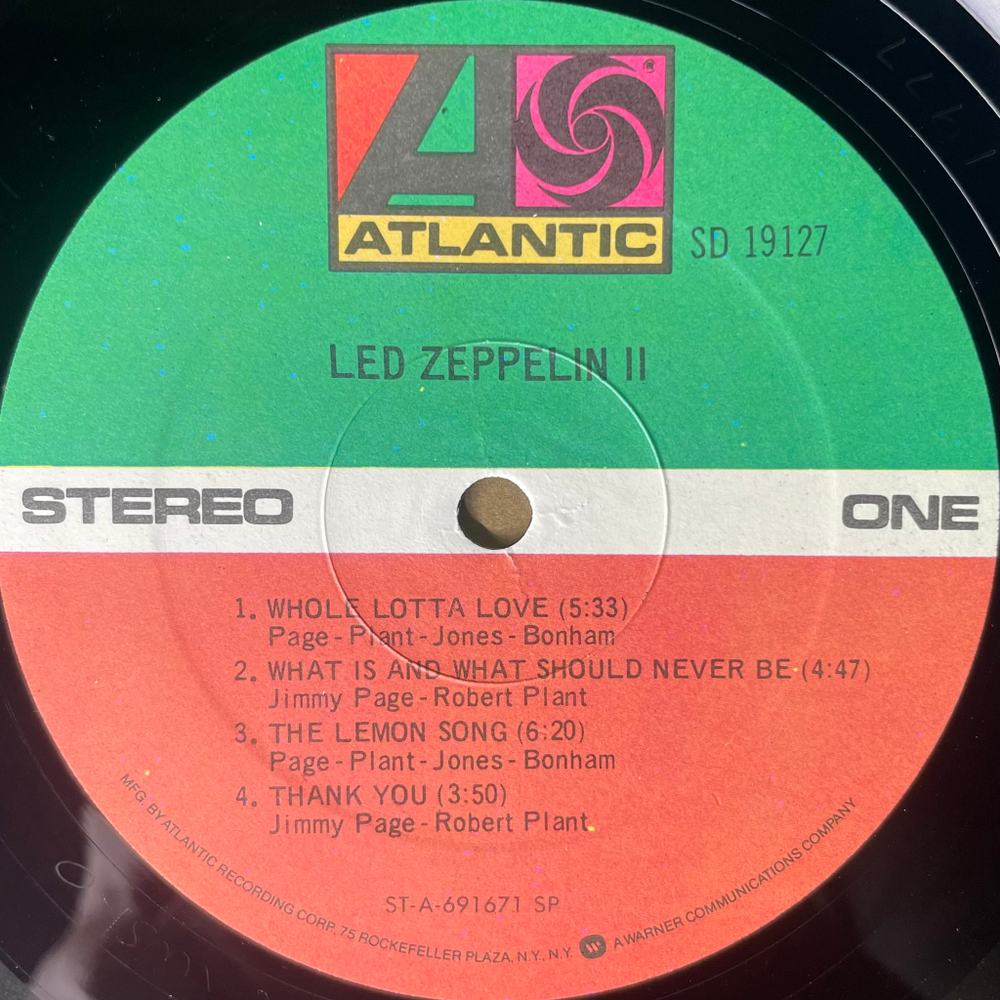 ATLANTIC
®
SD 19127
LED ZEPPELIN II
STEREO
ONE
1. WHOLE LOTTA LOVE (5:33)
Page-Plant-Jones-Bonham
2. WHAT IS AND WHAT SHOULD NEVER BE (4:47)
Jimmy Page-Robert Plant
3. THE LEMON SONG (6:20)
Page-Plant-Jones-Bonham
4. THANK YOU (3:50)
Jimmy Page-Robert Plant
ST-A-691671 SP
MFG. BY ATLANTIC RECORDING CORP. 75 ROCKEFELLER PLAZA, N.Y., N.Y. A WARNER COMMUNICATIONS COMPANY